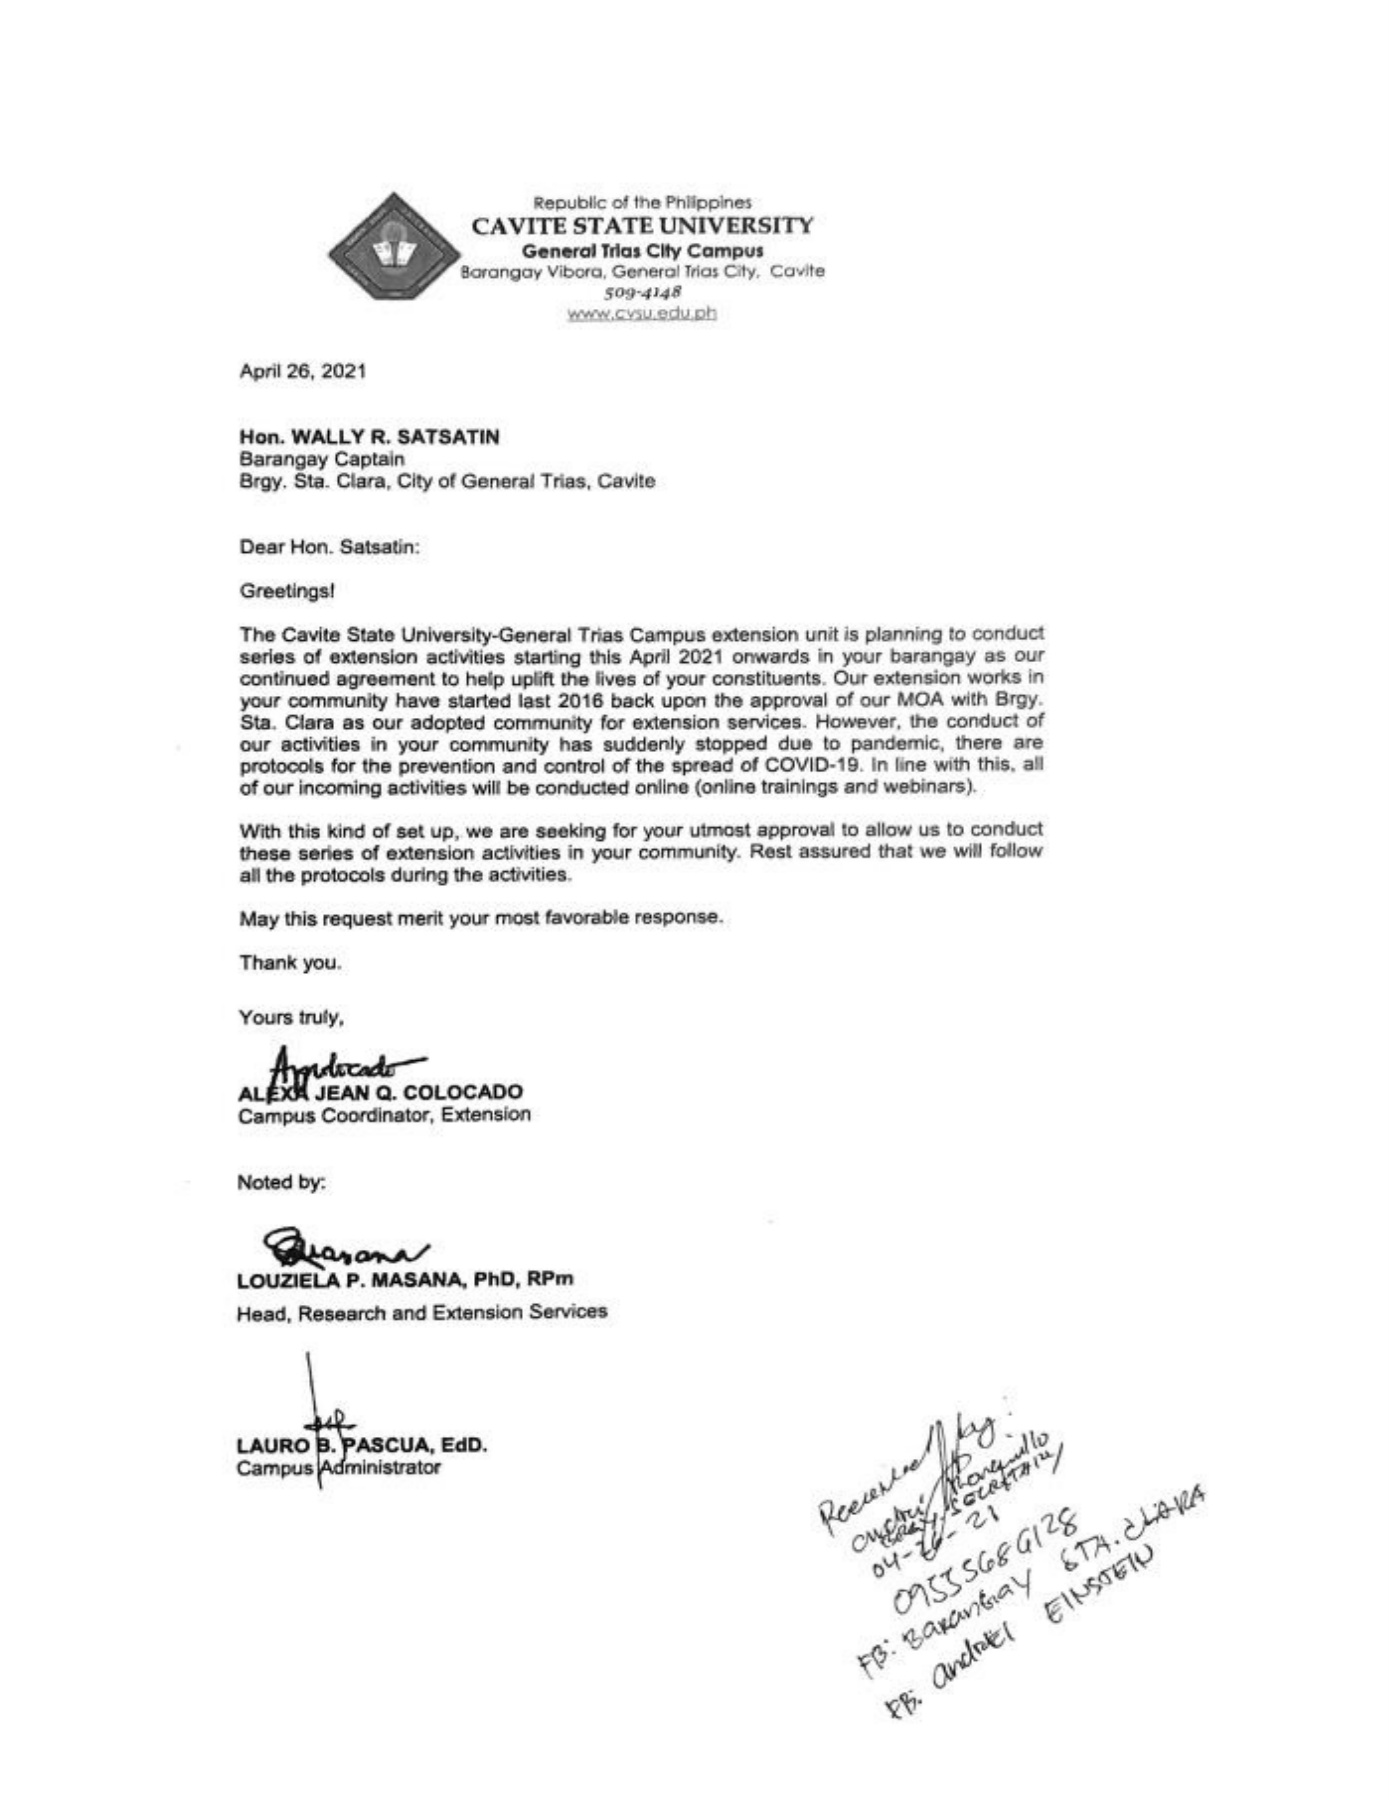 Republic of the Philippines
CAVITE STATE UNIVERSITY
General Trias City Campus
Barangay Vibora, General Trias City, Cavite
509-4148
www.cvsu.edu.ph
April 26, 2021
Hon. WALLY R. SATSATIN
Barangay Captain
Brgy. Sta. Clara, City of General Trias, Cavite
Dear Hon. Satsatin:
Greetings!
The Cavite State University-General Trias Campus extension unit is planning to conduct
series of extension activities starting this April 2021 onwards in your barangay as our
continued agreement to help uplift the lives of your constituents. Our extension works in
your community have started last 2016 back upon the approval of our MOA with Brgy.
Sta. Clara as our adopted community for extension services. However, the conduct of
our activities in your community has suddenly stopped due to pandemic, there are
protocols for the prevention and control of the spread of COVID-19. In line with this, all
of our incoming activities will be conducted online (online trainings and webinars).
With this kind of set up, we are seeking for your utmost approval to allow us to conduct
these series of extension activities in your community. Rest assured that we will follow
all the protocols during the activities.
May this request merit your most favorable response.
Thank you.
Yours truly,
ALEXA JEAN Q. COLOCADO
Campus Coordinator, Extension
Noted by:
LOUZIELA P. MASANA, PhD, RPm
Head, Research and Extension Services
LAURO B. PASCUA, EdD.
Campus Administrator
Received by:
BRGY. SECRETARY
04-26-21
FB: Barangay STA. CLARA
FB: andREI EINSTEIN